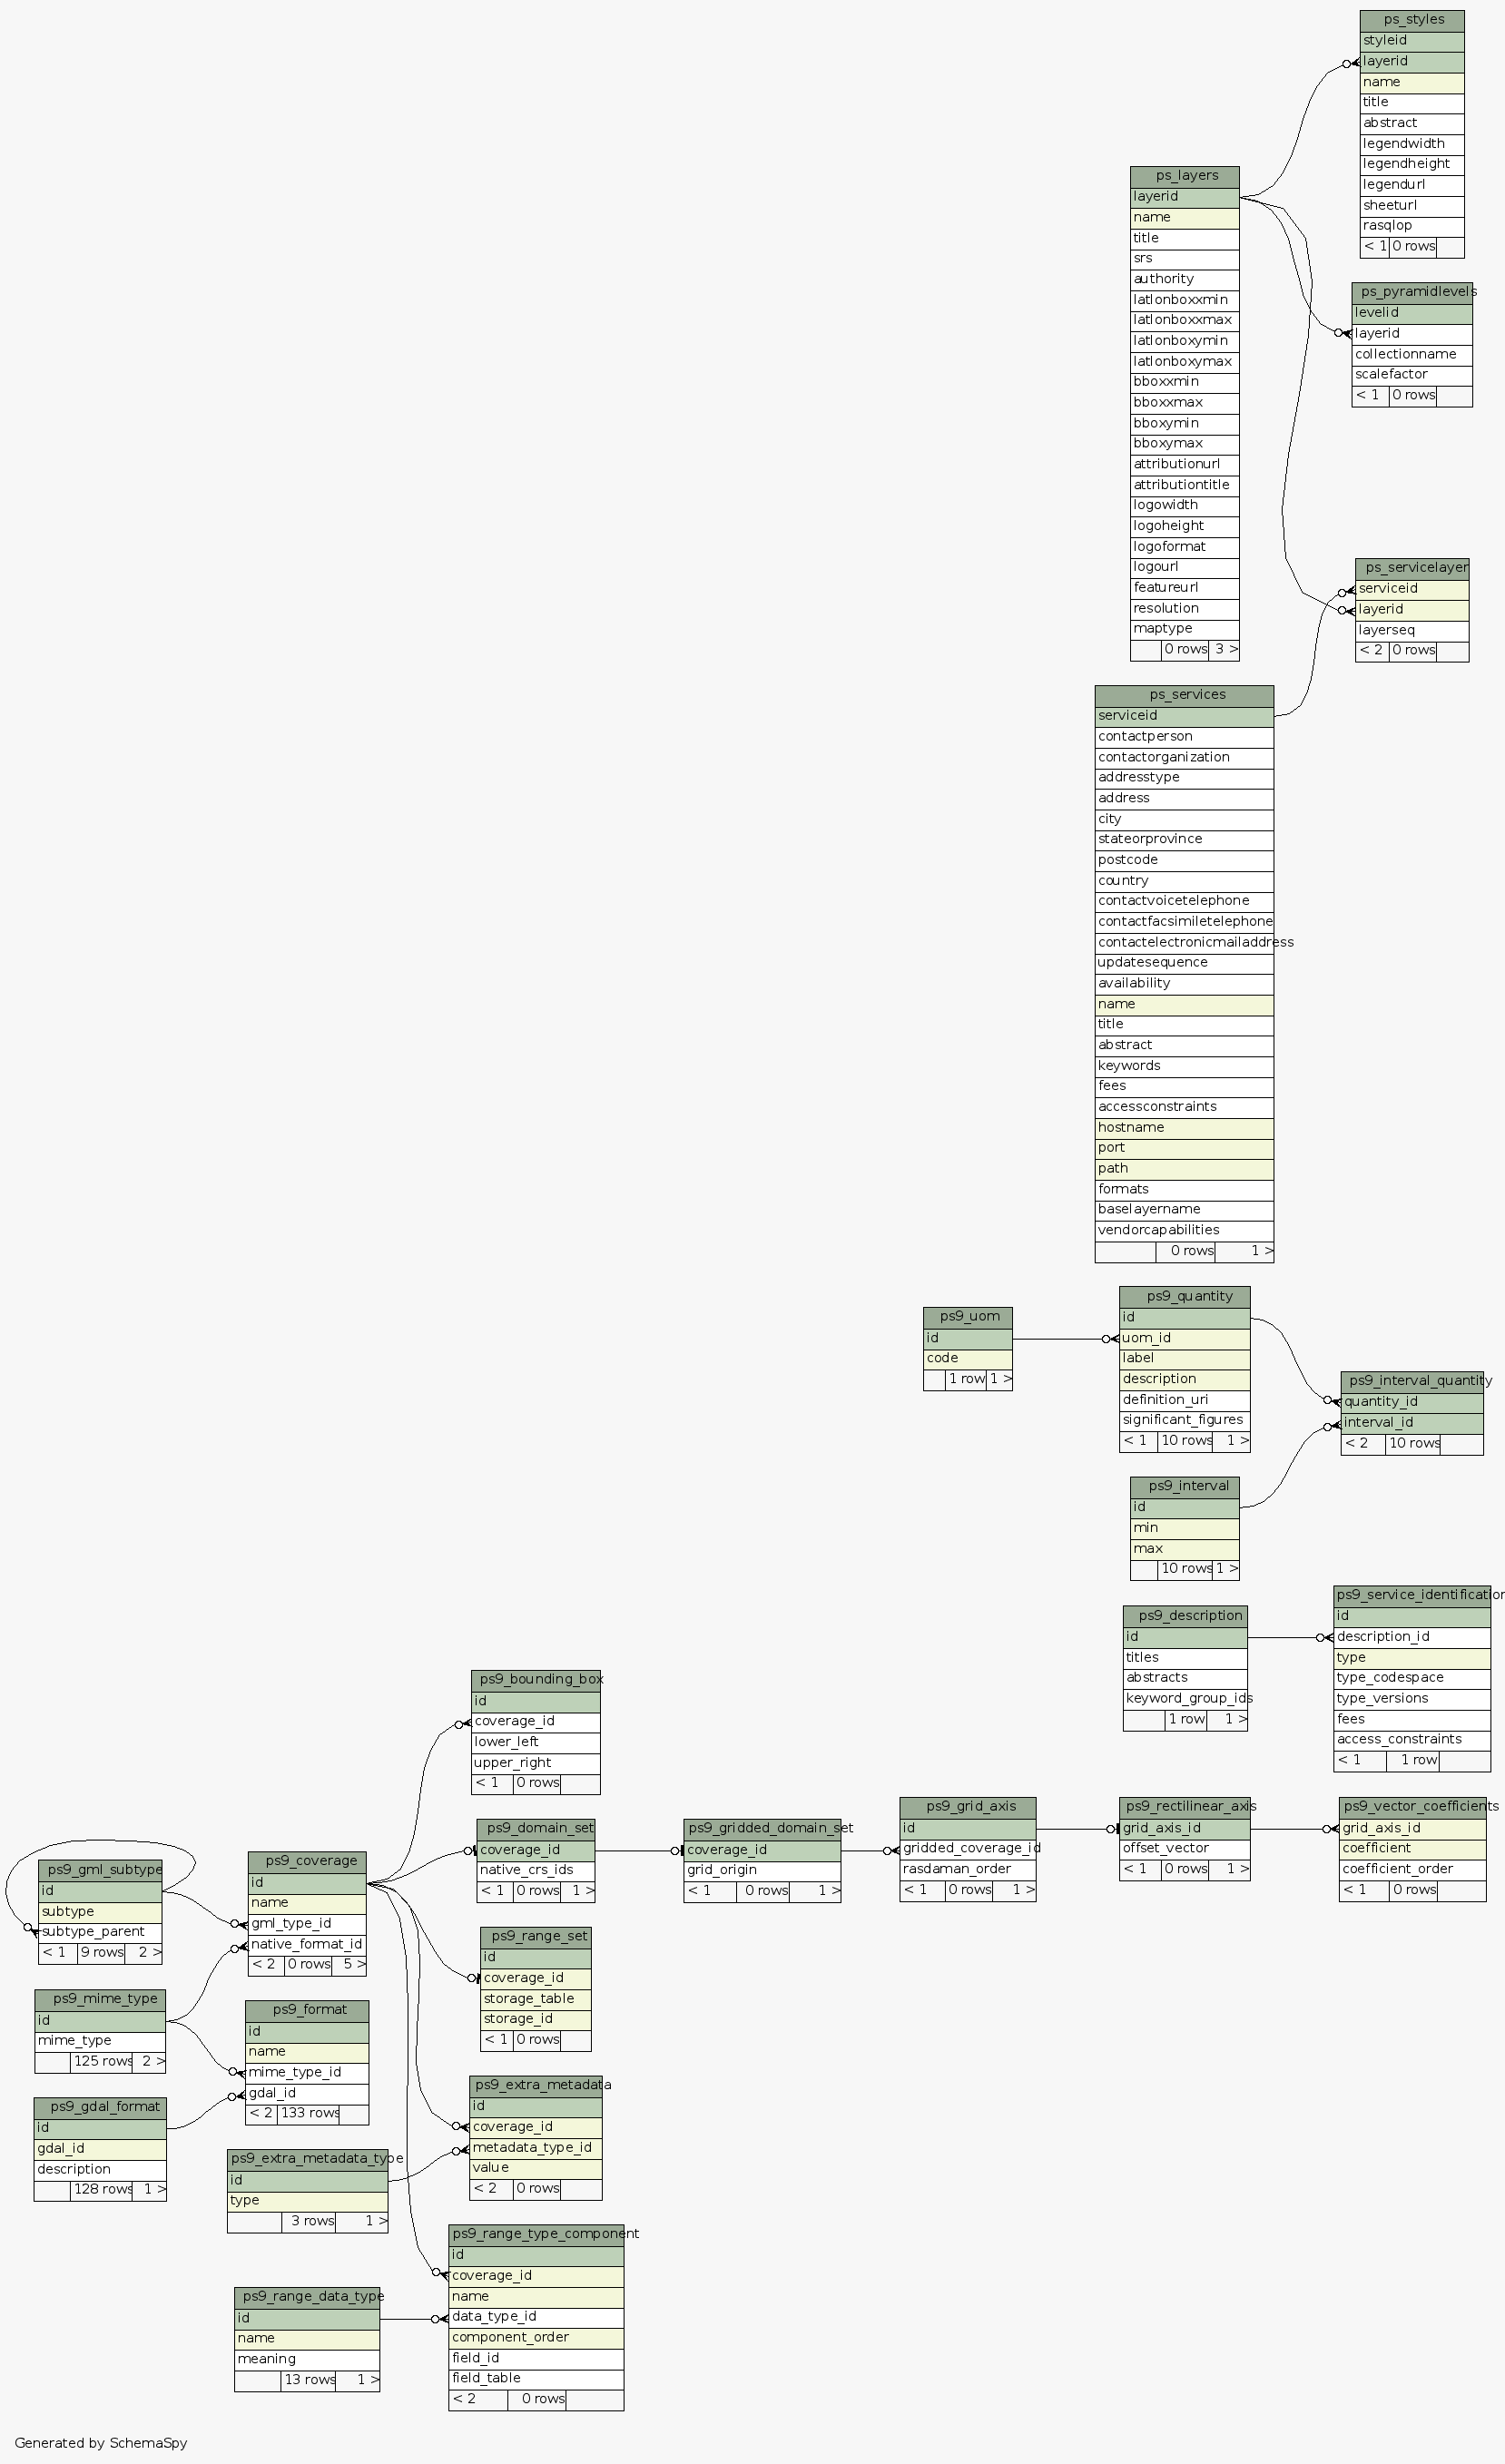 ps_styles
styleid
layerid
name
title
abstract
legendwidth
legendheight
legendurl
sheeturl
rasqlop
< 1 0 rows
ps_layers
layerid
name
title
srs
authority
latlonboxxmin
latlonboxxmax
latlonboxymin
latlonboxymax
bboxxmin
bboxxmax
bboxymin
bboxymax
attributionurl
attributiontitle
logowidth
logoheight
logoformat
logourl
featureurl
resolution
maptype
0 rows 3 >
ps_pyramidlevels
levelid
layerid
collectionname
scalefactor
< 1 0 rows
ps_servicelayer
serviceid
layerid
layerseq
< 2 0 rows
ps_services
serviceid
contactperson
contactorganization
addresstype
address
city
stateorprovince
postcode
country
contactvoicetelephone
contactfacsimiletelephone
contactelectronicmailaddress
updatesequence
availability
name
title
abstract
keywords
fees
accessconstraints
hostname
port
path
formats
baselayername
vendorcapabilities
0 rows 1 >
ps9_uom
id
code
1 row 1 >
ps9_quantity
id
uom_id
label
description
definition_uri
significant_figures
< 1 10 rows 1 >
ps9_interval_quantity
quantity_id
interval_id
< 2 10 rows
ps9_interval
id
min
max
10 rows 1 >
ps9_description
id
titles
abstracts
keyword_group_ids
1 row 1 >
ps9_service_identification
id
description_id
type
type_codespace
type_versions
fees
access_constraints
< 1 1 row
ps9_bounding_box
id
coverage_id
lower_left
upper_right
< 1 0 rows
ps9_domain_set
coverage_id
native_crs_ids
< 1 0 rows 1 >
ps9_gridded_domain_set
coverage_id
grid_origin
< 1 0 rows 1 >
ps9_grid_axis
id
gridded_coverage_id
rasdaman_order
< 1 0 rows 1 >
ps9_rectilinear_axis
grid_axis_id
offset_vector
< 1 0 rows 1 >
ps9_vector_coefficients
grid_axis_id
coefficient
coefficient_order
< 1 0 rows
ps9_gml_subtype
id
subtype
subtype_parent
< 1 9 rows 2 >
ps9_coverage
id
name
gml_type_id
native_format_id
< 2 0 rows 5 >
ps9_range_set
id
coverage_id
storage_table
storage_id
< 1 0 rows
ps9_mime_type
id
mime_type
125 rows 2 >
ps9_format
id
name
mime_type_id
gdal_id
< 2 133 rows
ps9_extra_metadata
id
coverage_id
metadata_type_id
value
< 2 0 rows
ps9_gdal_format
id
gdal_id
description
128 rows 1 >
ps9_extra_metadata_type
id
type
3 rows 1 >
ps9_range_type_component
id
coverage_id
name
data_type_id
component_order
field_id
field_table
< 2 0 rows
ps9_range_data_type
id
name
meaning
13 rows 1 >
Generated by SchemaSpy